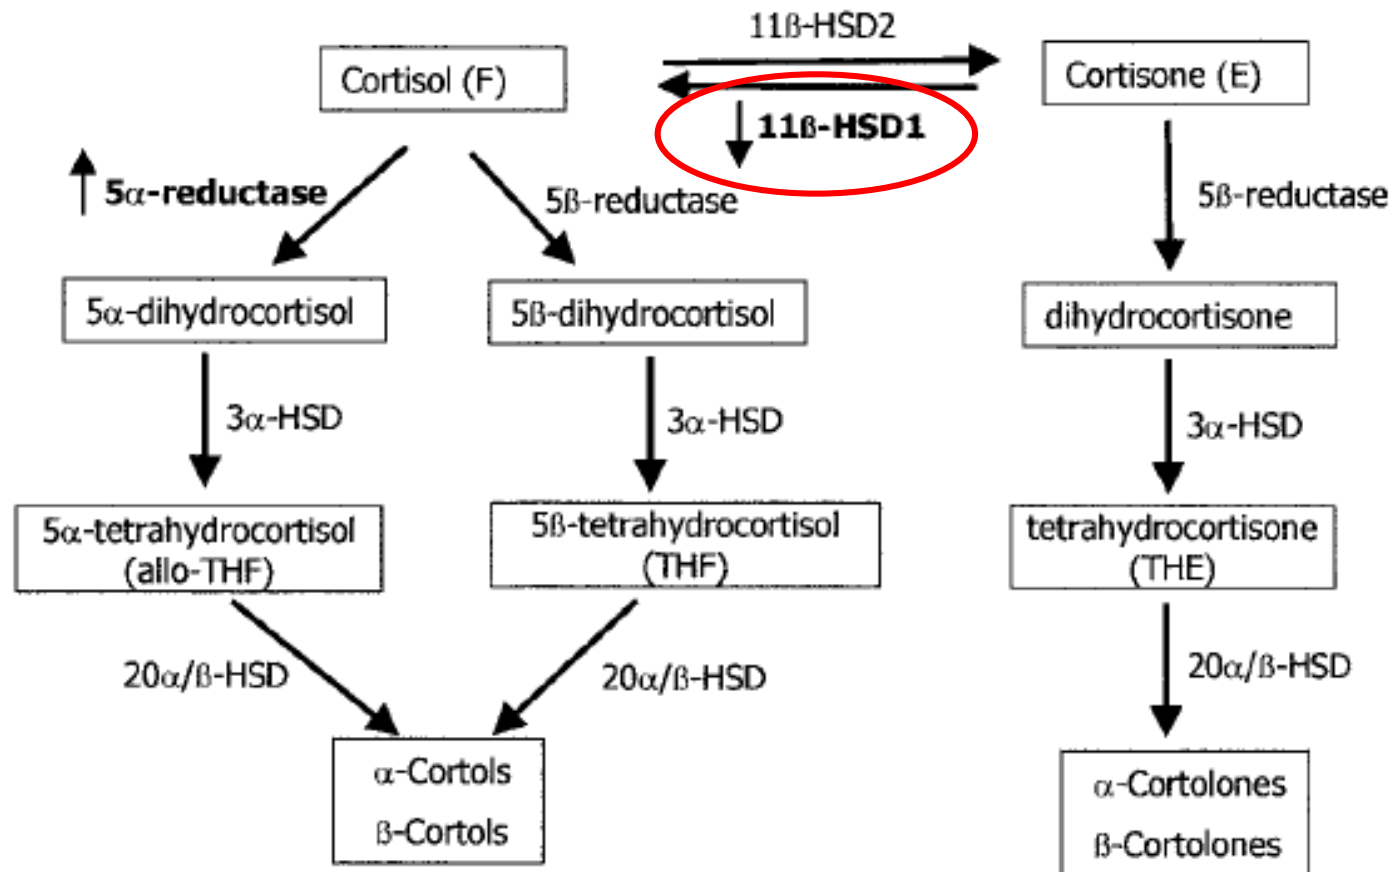 11ß-HSD2
Cortisol (F)
Cortisone (E)
11ß-HSD1
5α-reductase
5ß-reductase
5ß-reductase
5α-dihydrocortisol
5ß-dihydrocortisol
dihydrocortisone
3α-HSD
3α-HSD
3α-HSD
5α-tetrahydrocortisol
(allo-THF)
5ß-tetrahydrocortisol
(THF)
tetrahydrocortisone
(THE)
20α/ß-HSD
20α/ß-HSD
20α/ß-HSD
α-Cortols
ß-Cortols
α-Cortolones
ß-Cortolones